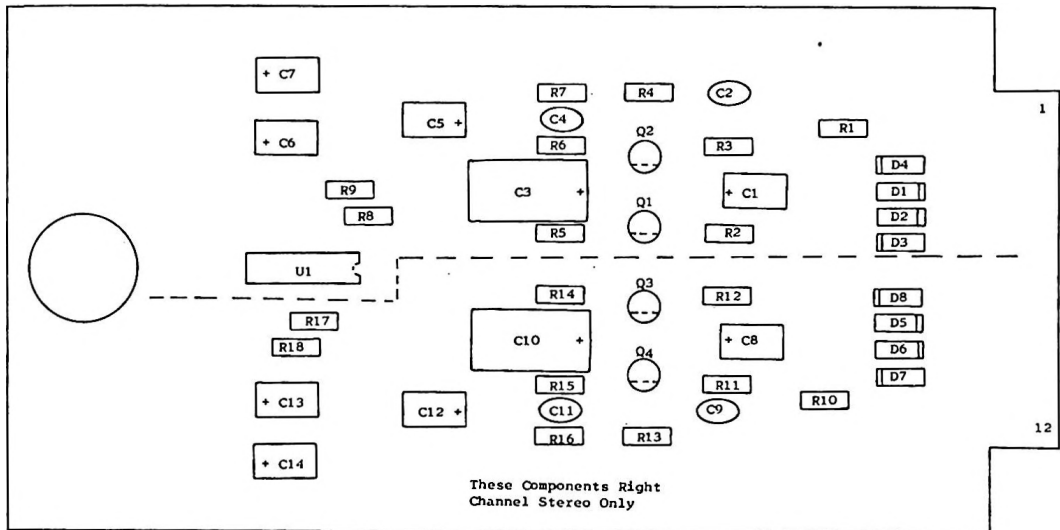 + C7
C5 +
R7
R4
C2
C4
1
R1
+ C6
R6
Q2
R3
D4
R9
C3 +
+ C1
D1
R8
Q1
D2
R5
R2
D3
U1
R14
Q3
R12
D8
R17
D5
C10 +
+ C8
R18
Q4
D6
R15
R11
D7
+ C13
C12 +
C11
C9
R10
R16
R13
12
+ C14
These Components Right
Channel Stereo Only